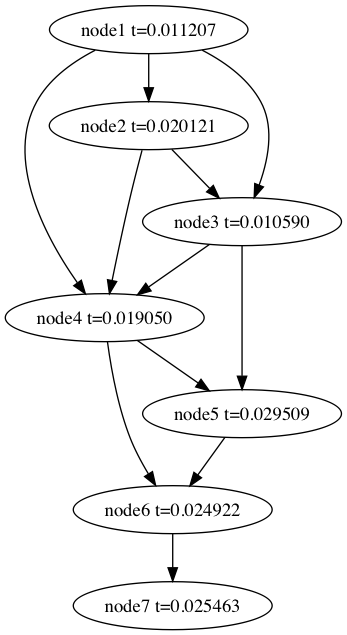 node1 t=0.011207
node2 t=0.020121
node3 t=0.010590
node4 t=0.019050
node5 t=0.029509
node6 t=0.024922
node7 t=0.025463